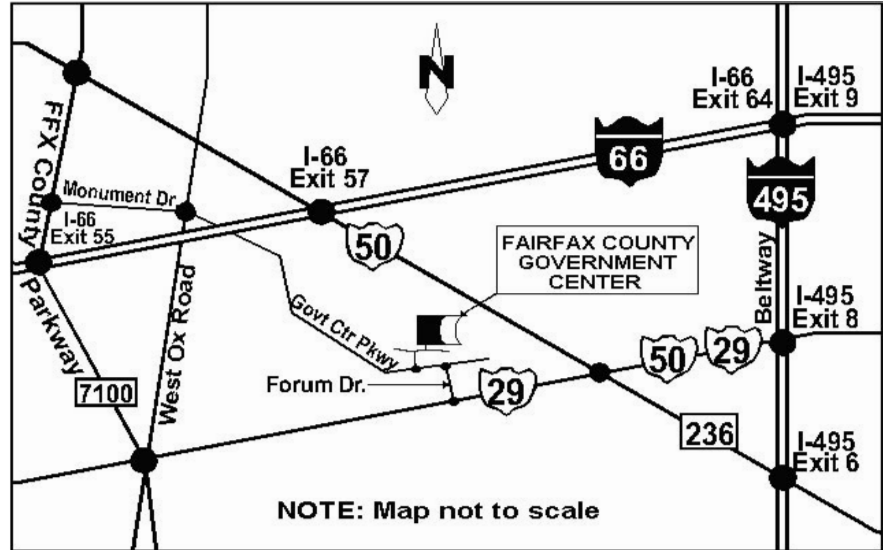 N
I-66
Exit 64
I-495
Exit 9
FFX County
Parkway
Monument Dr.
I-66
Exit 57
66
495
I-66
Exit 55
50
FAIRFAX COUNTY
GOVERNMENT
CENTER
Beltway
I-495
Exit 8
West Ox Road
Govt Ctr Pkwy
50
29
Forum Dr.
29
7100
236
I-495
Exit 6
NOTE: Map not to scale